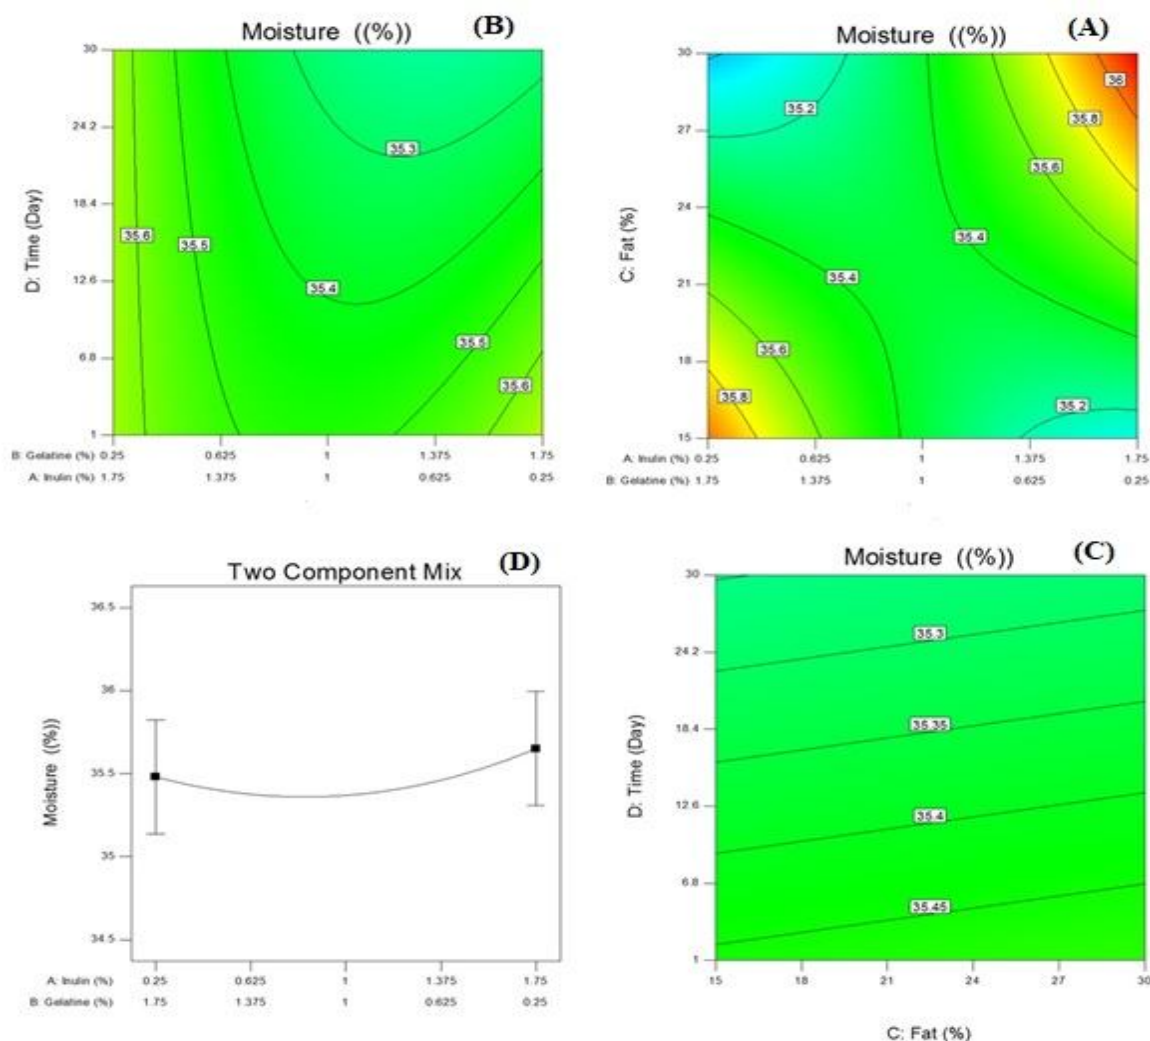 Moisture ((%)) (B)
30
24.2
18.4
12.6
6.8
1
D: Time (Day)
35.3
35.6
35.5
35.4
35.5
35.6
B: Gelatine (%) 0.25 0.625 1 1.375 1.75
A: Inulin (%) 1.75 1.375 1 0.625 0.25
Moisture ((%)) (A)
30
27
24
21
18
15
C: Fat (%)
36
35.2
35.8
35.6
35.4
35.4
35.6
35.8
35.2
A: Inulin (%) 0.25 0.625 1 1.375 1.75
B: Gelatine (%) 1.75 1.375 1 0.625 0.25
Two Component Mix (D)
36.5
36
35.5
35
34.5
Moisture ((%))
A: Inulin (%) 0.25 0.625 1 1.375 1.75
B: Gelatine (%) 1.75 1.375 1 0.625 0.25
Moisture ((%)) (C)
30
24.2
18.4
12.6
6.8
1
D: Time (Day)
35.3
35.35
35.4
35.45
15 18 21 24 27 30
C: Fat (%)